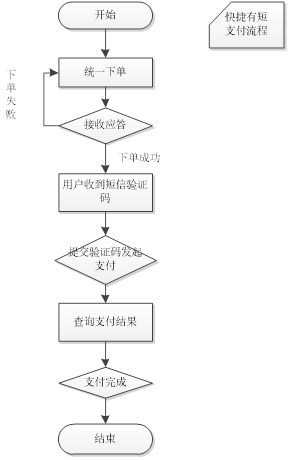 开始
快捷有短
支付流程
统一下单
下
单
失
败
接收应答
下单成功
用户收到短信验证
码
提交验证码发起
支付
查询支付结果
支付完成
结束